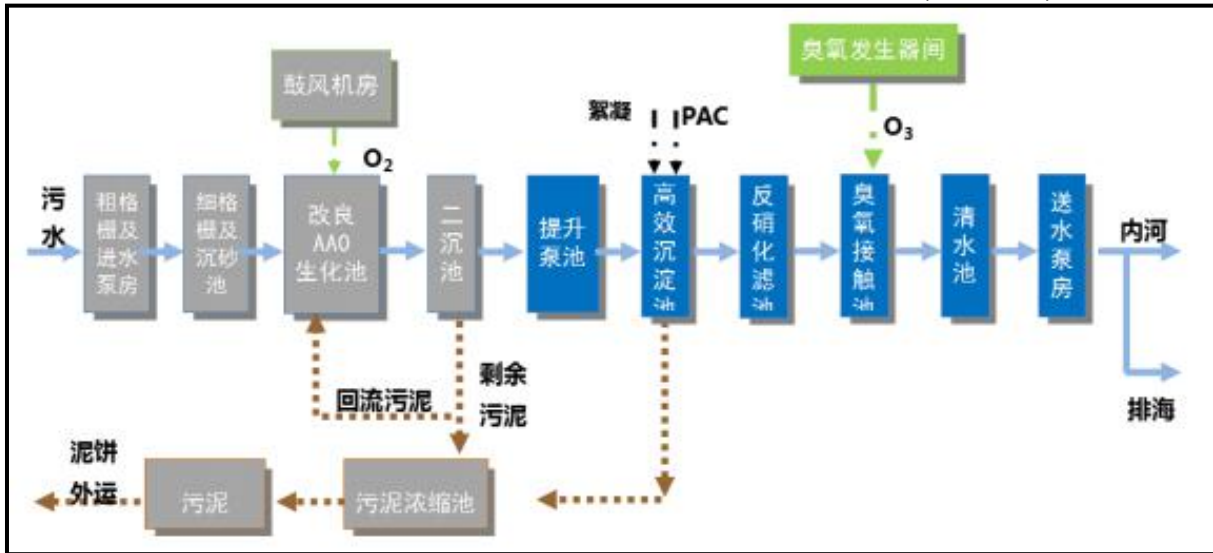 臭氧发生器间
鼓风机房
絮凝
PAC
O₃
O₂
污
水
粗格
栅及
进水
泵房
细格
栅及
沉砂
池
改良
AAO
生化池
二
沉
池
提升
泵池
高
效
沉
淀
池
反
硝
化
滤
池
臭
氧
接
触
池
清
水
池
送
水
泵
房
内河
排海
回流污泥
剩余
污泥
泥饼
外运
污泥
污泥浓缩池